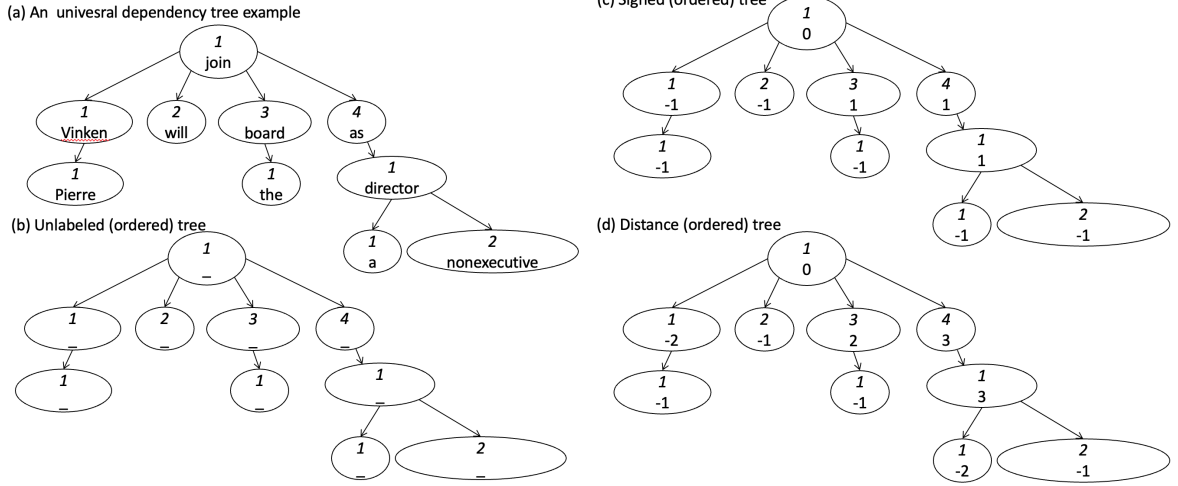 (a) An univesral dependency tree example
1
join
1 2 3 4
Vinken will board as
1 1 1
Pierre the director
1 2
a nonexecutive
(b) Unlabeled (ordered) tree
1
_
1 2 3 4
_ _ _ _
1 1 1
_ _ _
1 2
_ _
(c) Signed (ordered) tree
1
0
1 2 3 4
-1 -1 1 1
1 1 1
-1 -1 1
1 2
-1 -1
(d) Distance (ordered) tree
1
0
1 2 3 4
-2 -1 2 3
1 1 1
-1 -1 3
1 2
-2 -1